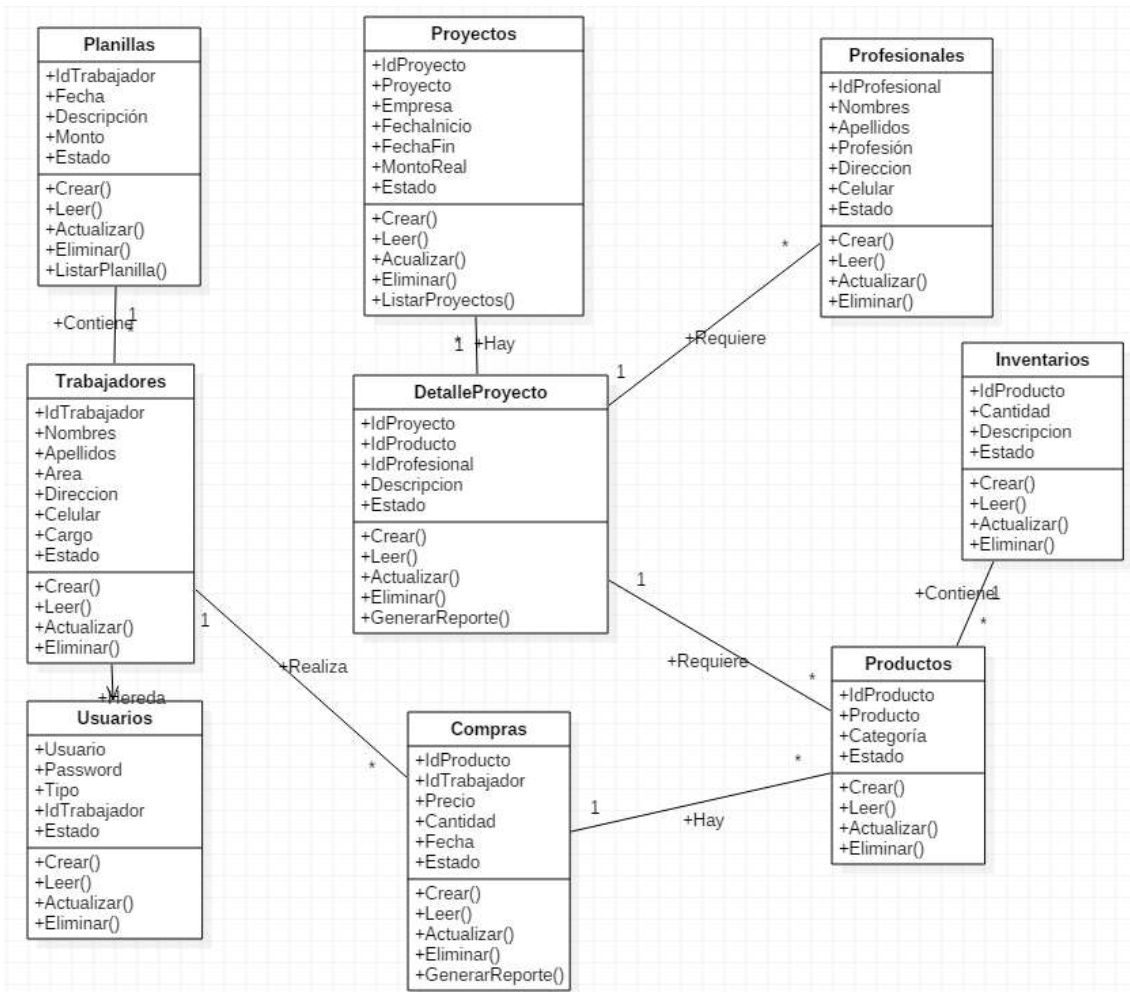 Planillas
+IdTrabajador
+Fecha
+Descripción
+Monto
+Estado
+Crear()
+Leer()
+Actualizar()
+Eliminar()
+ListarPlanilla()
Proyectos
+IdProyecto
+Proyecto
+Empresa
+FechaInicio
+FechaFin
+MontoReal
+Estado
+Crear()
+Leer()
+Acualizar()
+Eliminar()
+ListarProyectos()
Profesionales
+IdProfesional
+Nombres
+Apellidos
+Profesión
+Direccion
+Celular
+Estado
+Crear()
+Leer()
+Actualizar()
+Eliminar()
1
+Contiene
*
*
1
+Hay
*
+Requiere
1
Trabajadores
+IdTrabajador
+Nombres
+Apellidos
+Area
+Direccion
+Celular
+Cargo
+Estado
+Crear()
+Leer()
+Actualizar()
+Eliminar()
DetalleProyecto
+IdProyecto
+IdProducto
+IdProfesional
+Descripcion
+Estado
+Crear()
+Leer()
+Actualizar()
+Eliminar()
+GenerarReporte()
Inventarios
+IdProducto
+Cantidad
+Descripcion
+Estado
+Crear()
+Leer()
+Actualizar()
+Eliminar()
1
+Contiene
*
1
+Requiere
*
1
+Realiza
*
+Hereda
Usuarios
+Usuario
+Password
+Tipo
+IdTrabajador
+Estado
+Crear()
+Leer()
+Actualizar()
+Eliminar()
Compras
+IdProducto
+IdTrabajador
+Precio
+Cantidad
+Fecha
+Estado
+Crear()
+Leer()
+Actualizar()
+Eliminar()
+GenerarReporte()
*
1
+Hay
Productos
+IdProducto
+Producto
+Categoría
+Estado
+Crear()
+Leer()
+Actualizar()
+Eliminar()